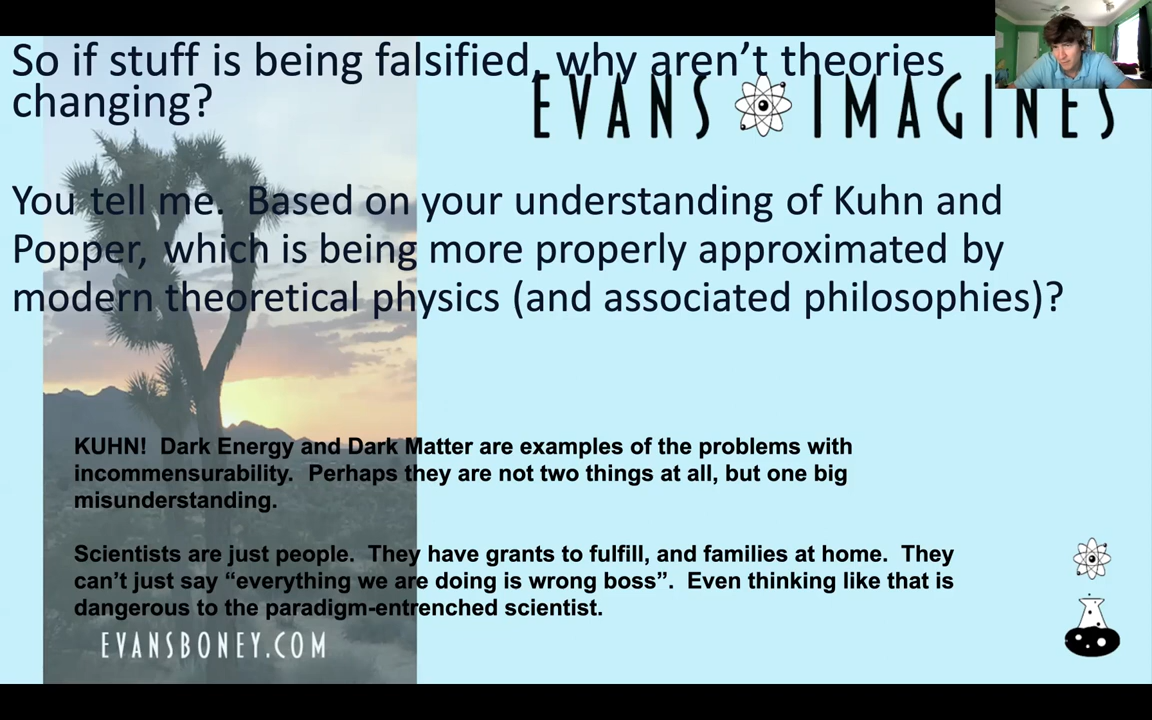 So if stuff is being falsified, why aren't theories
changing?
EVANS IMAGINES
You tell me.  Based on your understanding of Kuhn and
Popper, which is being more properly approximated by
modern theoretical physics (and associated philosophies)?
KUHN!  Dark Energy and Dark Matter are examples of the problems with
incommensurability.  Perhaps they are not two things at all, but one big
misunderstanding.
Scientists are just people.  They have grants to fulfill, and families at home.  They
can't just say “everything we are doing is wrong boss”.  Even thinking like that is
dangerous to the paradigm-entrenched scientist.
EVANSBONEY.COM